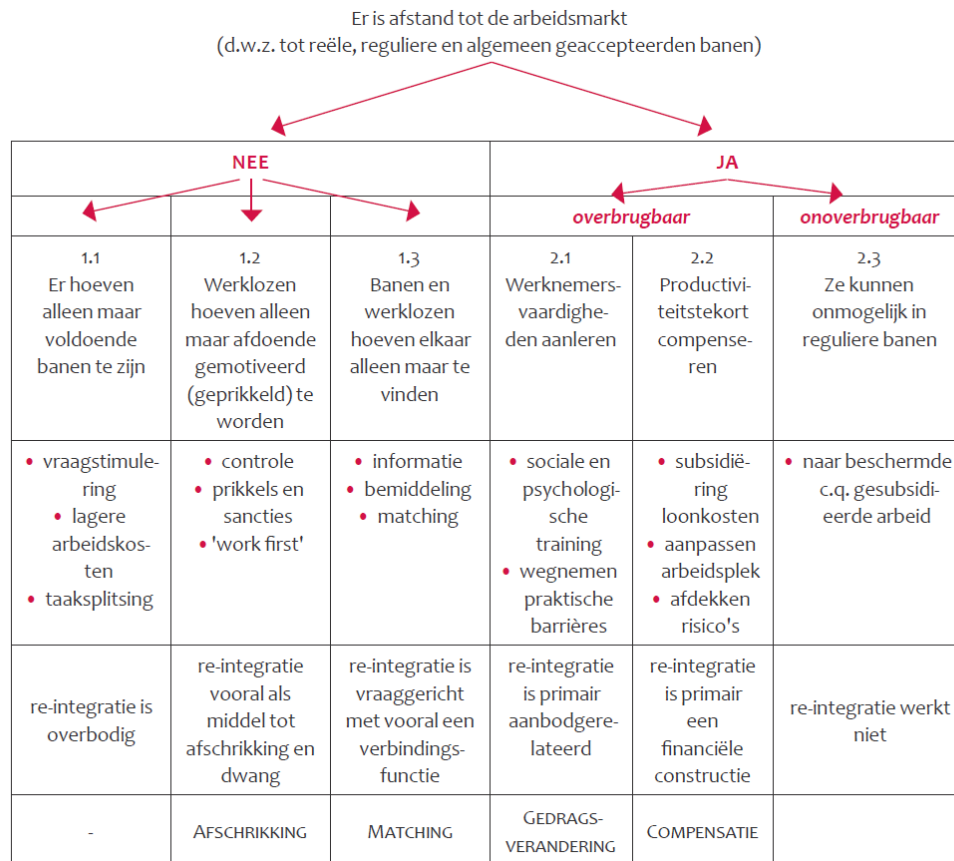 Er is afstand tot de arbeidsmarkt
(d.w.z. tot reële, reguliere en algemeen geaccepteerden banen)
NEE
JA
overbrugbaar
onoverbrugbaar
1.1
Er hoeven
alleen maar
voldoende
banen te zijn
1.2
Werklozen
hoeven alleen
maar afdoende
gemotiveerd
(geprikkeld) te
worden
1.3
Banen en
werklozen
hoeven elkaar
alleen maar te
vinden
2.1
Werknemers-
vaardighe-
den aanleren
2.2
Productivi-
teitstekort
compense-
ren
2.3
Ze kunnen
onmogelijk in
reguliere banen
• vraagstimule-
ring
• lagere
arbeidskos-
ten
• taaksplitsing
• controle
• prikkels en
sancties
• 'work first'
• informatie
• bemiddeling
• matching
• sociale en
psychologi-
sche
training
• wegnemen
praktische
barrières
• subsidië-
ring
loonkosten
• aanpassen
arbeidsplek
• afdekken
risico's
• naar beschermde
c.q. gesubsidi-
eerde arbeid
re-integratie is
overbodig
re-integratie
vooral als
middel tot
afschrikking en
dwang
re-integratie is
vraaggericht
met vooral een
verbindings-
functie
re-integratie
is primair
aanbodgere-
lateerd
re-integratie
is primair
een
financiële
constructie
re-integratie werkt
niet
-
AFSCHRIKKING
MATCHING
GEDRAGS-
VERANDERING
COMPENSATIE